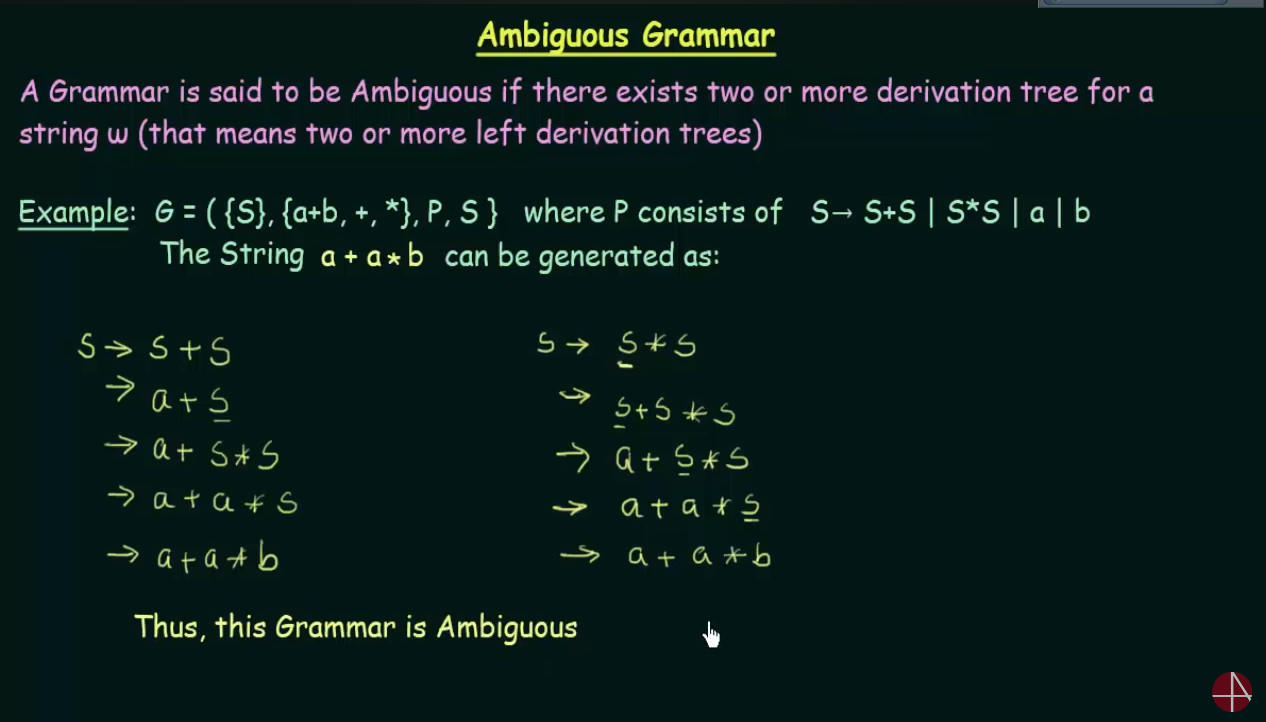 Ambiguous Grammar
A Grammar is said to be Ambiguous if there exists two or more derivation tree for a
string ω (that means two or more left derivation trees)
Example: G = ( {S}, {a+b, +, *}, P, S } where P consists of S→ S+S | S*S | a | b
The String a + a * b can be generated as:
S → S + S
→ a + S
→ a + S * S
→ a + a * S
→ a + a * b
S → S * S
→ S + S * S
→ a + S * S
→ a + a * S
→ a + a * b
Thus, this Grammar is Ambiguous